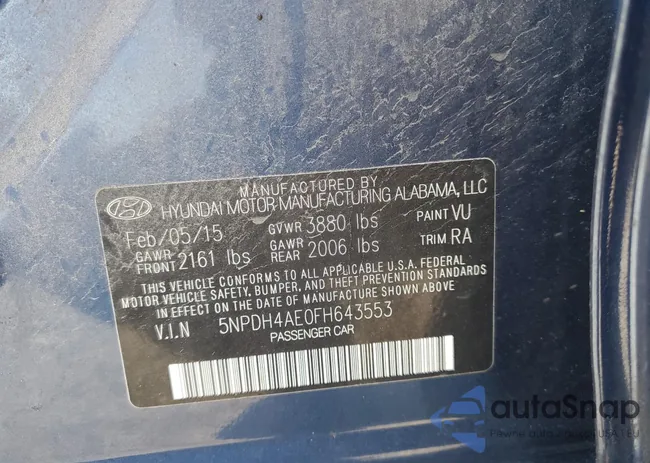 MANUFACTURED BY
HYUNDAI MOTOR MANUFACTURING ALABAMA, LLC
Feb/05/15 GVWR 3880 lbs PAINT VU
GAWR FRONT 2161 lbs GAWR REAR 2006 lbs TRIM RA
THIS VEHICLE CONFORMS TO ALL APPLICABLE U.S.A. FEDERAL
MOTOR VEHICLE SAFETY, BUMPER, AND THEFT PREVENTION STANDARDS
IN EFFECT ON THE DATE OF MANUFACTURE SHOWN ABOVE
V.I.N 5NPDH4AE0FH643553
PASSENGER CAR
autoSnap
Pewne auta z